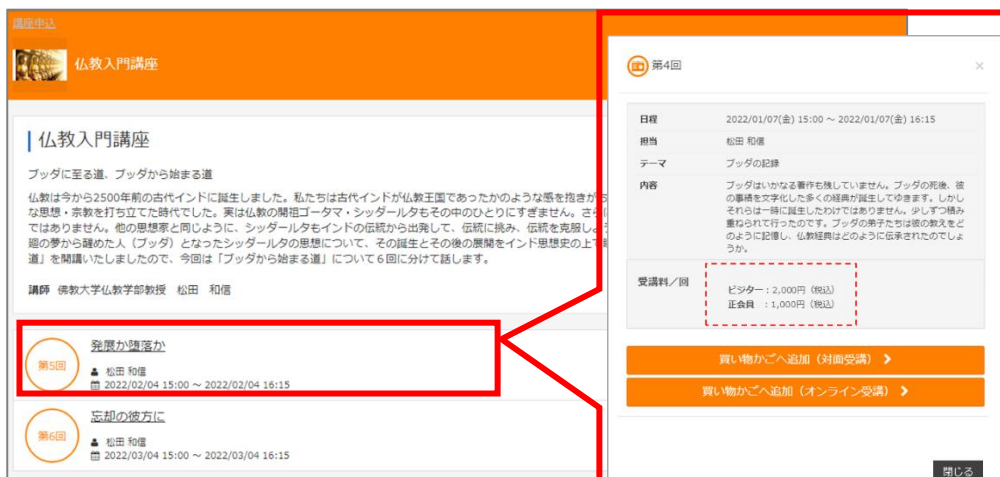 講座申込
仏教入門講座
仏教入門講座
ブッダに至る道、ブッダから始まる道
仏教は今から2500年前の古代インドに誕生しました。私たちは古代インドが仏教王国であったかのような感を抱きが
な思想・宗教を打ち立てた時代でした。実は仏教の開祖ゴータマ・シッダールタもその中のひとりにすぎません。さ
ではありません。他の思想家と同じように、シッダールタもインドの伝統から出発して、伝統に挑み、伝統を克服し
廻の夢から醒めた人（ブッダ）となったシッダールタの思想について、その誕生とその後の展開をインド思想史の上で
道」を開講いたしましたので、今回は「ブッダから始まる道」について６回に分けて話します。
講師 佛教大学仏教学部教授 松田 和信
第5回
発展か堕落か
松田 和信
2022/02/04 15:00 ～ 2022/02/04 16:15
第6回
忘却の彼方に
松田 和信
2022/03/04 15:00 ～ 2022/03/04 16:15
第4回
×
日程 2022/01/07(金) 15:00 ～ 2022/01/07(金) 16:15
担当 松田 和信
テーマ ブッダの記録
内容 ブッダはいかなる著作も残していません。ブッダの死後、彼
の事績を文字化した多くの経典が誕生してゆきます。しかし
それらは一時に誕生したわけではありません。少しずつ積み
重ねられて行ったのです。ブッダの弟子たちは彼の教えをど
のように記憶し、仏教経典はどのように伝承されたのでしょ
うか。
受講料／回 ビジター：2,000円（税込）
正会員 ：1,000円（税込）
買い物かごへ追加（対面受講）
買い物かごへ追加（オンライン受講）
閉じる